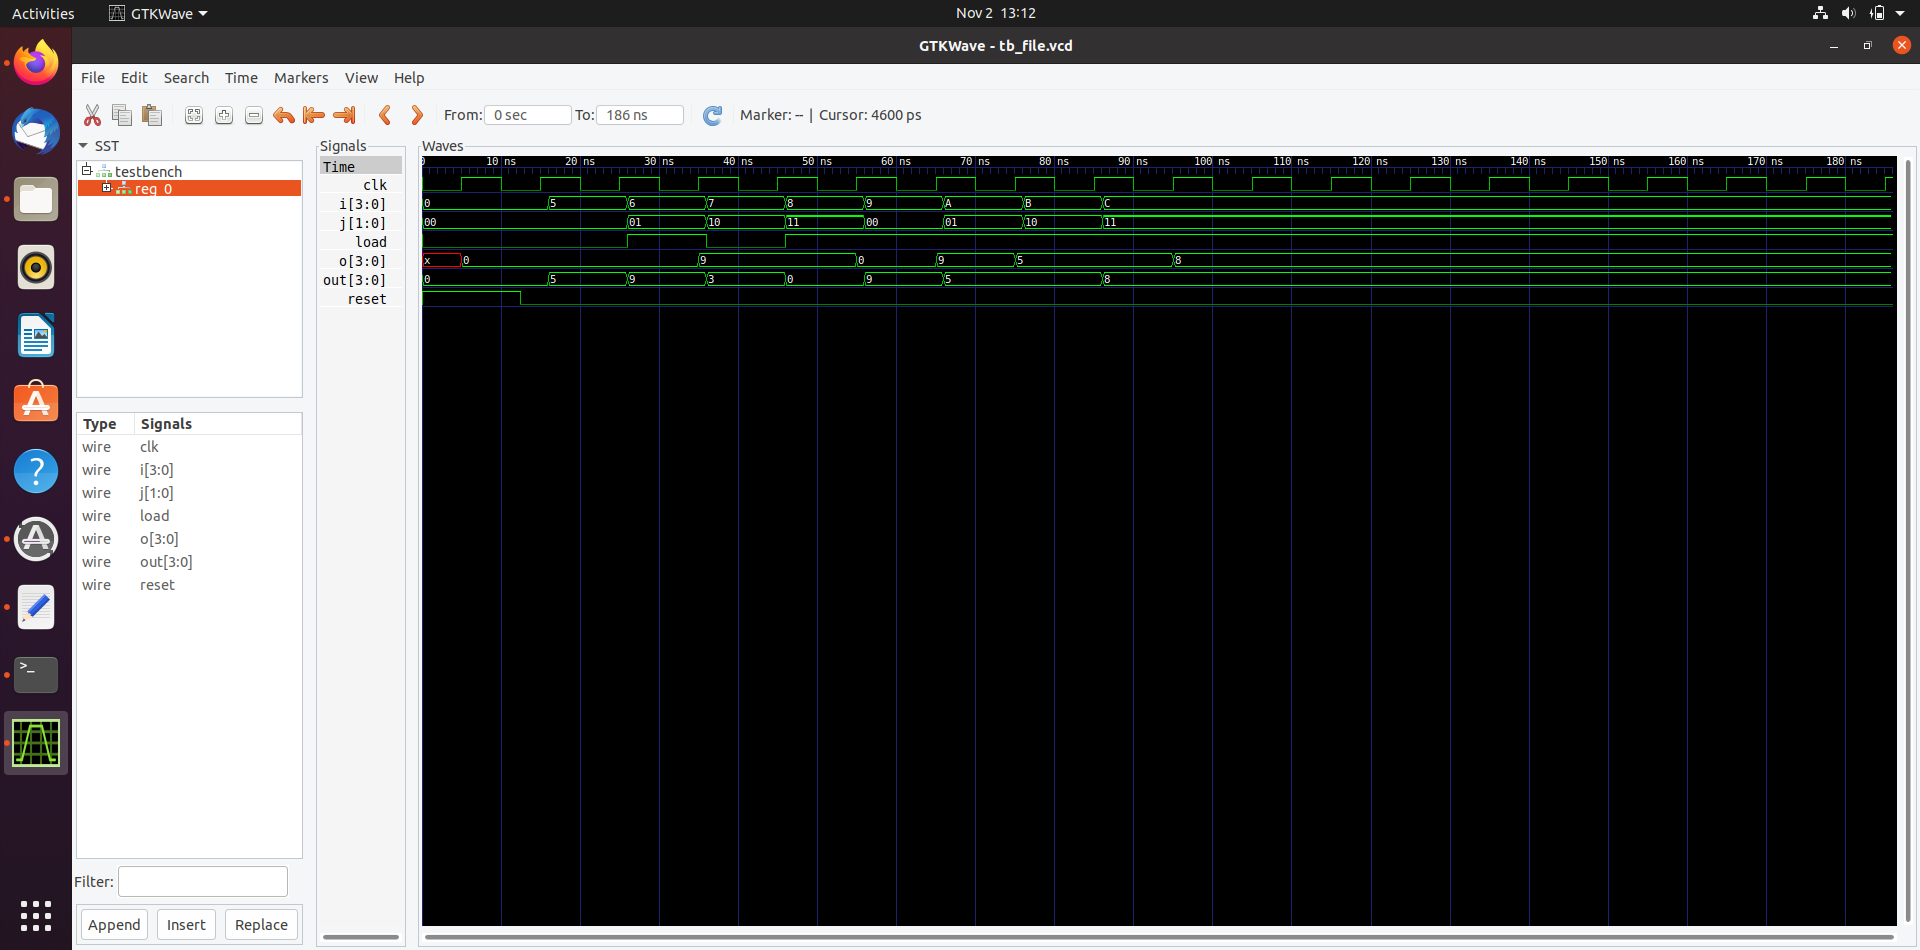 Activities GTKWave Nov 2 13:12
GTKWave - tb_file.vcd
File Edit Search Time Markers View Help
From: 0 sec To: 186 ns Marker: -- | Cursor: 4600 ps
SST
testbench
reg_0
Type Signals
wire clk
wire i[3:0]
wire j[1:0]
wire load
wire o[3:0]
wire out[3:0]
wire reset
Filter:
Append Insert Replace
Signals
Time
clk
i[3:0]
j[1:0]
load
o[3:0]
out[3:0]
reset
Waves
0 10 ns 20 ns 30 ns 40 ns 50 ns 60 ns 70 ns 80 ns 90 ns 100 ns 110 ns 120 ns 130 ns 140 ns 150 ns 160 ns 170 ns 180 ns
0 5 6 7 8 9 A B C
00 01 10 11 00 01 10 11
x 0 9 0 9 5 8
0 5 9 3 0 9 5 8